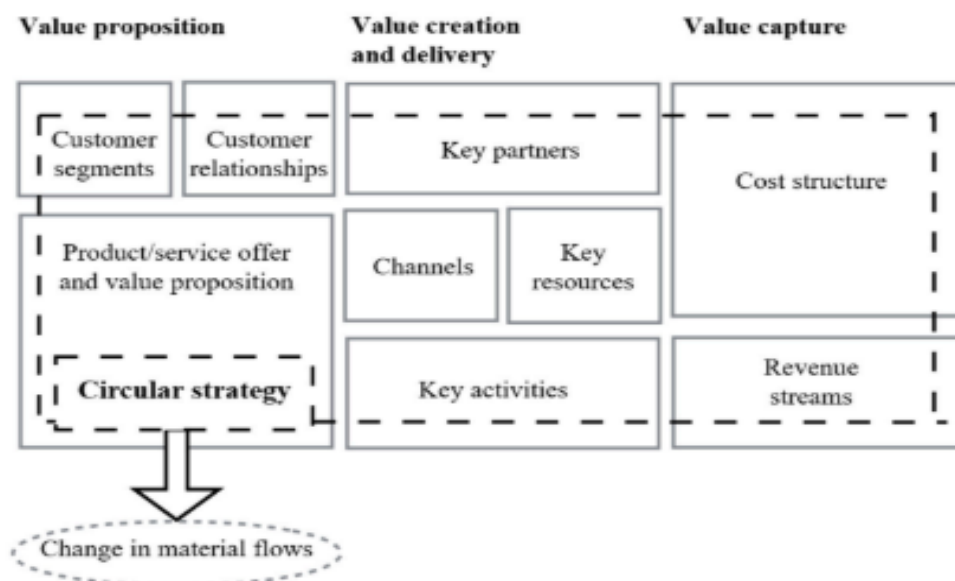 Value proposition
Value creation
and delivery
Value capture
Customer
segments
Customer
relationships
Key partners
Cost structure
Product/service offer
and value proposition
Channels
Key
resources
Circular strategy
Key activities
Revenue
streams
Change in material flows